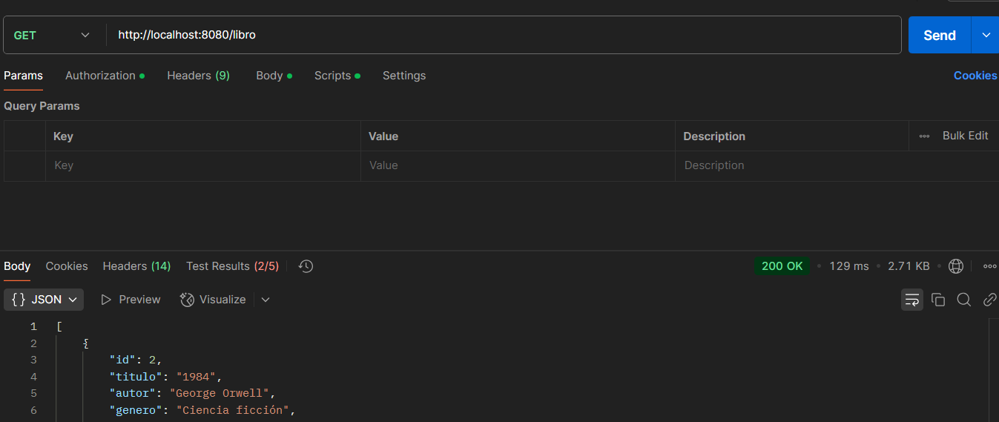 GET http://localhost:8080/libro Send
Params Authorization Headers (9) Body Scripts Settings Cookies
Query Params
Key Value Description Bulk Edit
Key Value Description
Body Cookies Headers (14) Test Results (2/5) 200 OK 129 ms 2.71 KB
{} JSON Preview Visualize
1 [
2 {
3 "id": 2,
4 "titulo": "1984",
5 "autor": "George Orwell",
6 "genero": "Ciencia ficción",